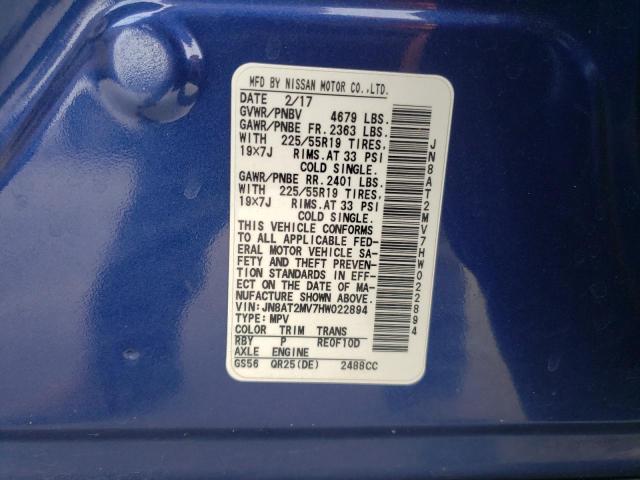 MFD BY NISSAN MOTOR CO.,LTD.
DATE 2/17
GVWR/PNBV 4679 LBS.
GAWR/PNBE FR. 2363 LBS.
WITH 225/55R19 TIRES,
19X7J RIMS.AT 33 PSI
COLD SINGLE.
GAWR/PNBE RR. 2401 LBS.
WITH 225/55R19 TIRES,
19X7J RIMS.AT 33 PSI
COLD SINGLE.
THIS VEHICLE CONFORMS
TO ALL APPLICABLE FED-
ERAL MOTOR VEHICLE SA-
FETY AND THEFT PREVEN-
TION STANDARDS IN EFF-
ECT ON THE DATE OF MA-
NUFACTURE SHOWN ABOVE.
VIN:JN8AT2MV7HW022894
TYPE:MPV
COLOR TRIM TRANS
RBY P RE0F10D
AXLE ENGINE
GS56 QR25(DE) 2488CC
JN8AT2MV7HW022894